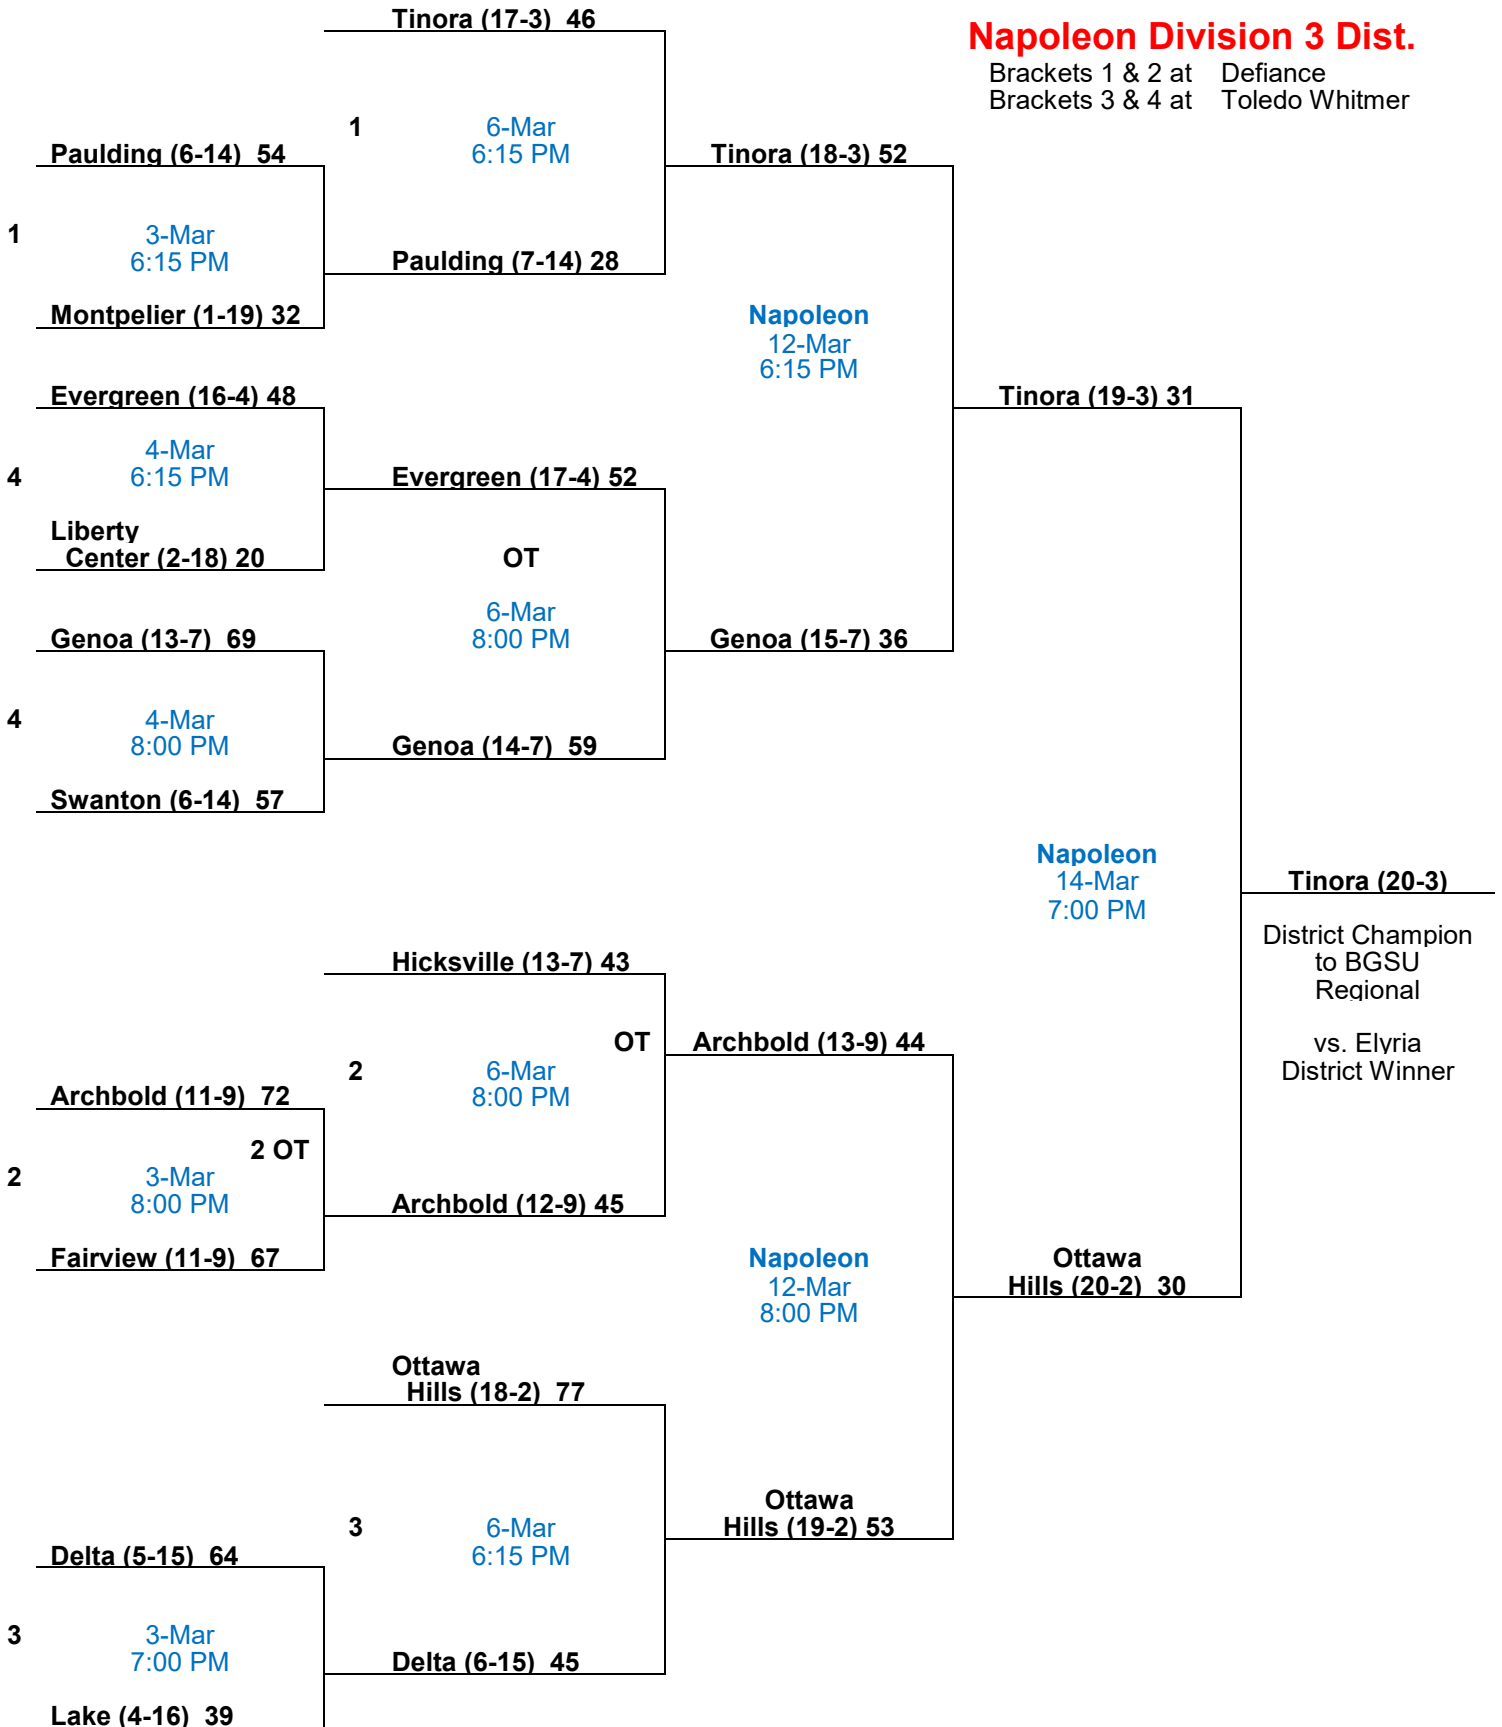 Tinora (17-3) 46
Napoleon Division 3 Dist.
Brackets 1 & 2 at Defiance
Brackets 3 & 4 at Toledo Whitmer
1
6-Mar
6:15 PM
Paulding (6-14) 54
Tinora (18-3) 52
1
3-Mar
6:15 PM
Paulding (7-14) 28
Montpelier (1-19) 32
Napoleon
12-Mar
6:15 PM
Evergreen (16-4) 48
Tinora (19-3) 31
4
4-Mar
6:15 PM
Evergreen (17-4) 52
Liberty
Center (2-18) 20
OT
6-Mar
8:00 PM
Genoa (13-7) 69
Genoa (15-7) 36
4
4-Mar
8:00 PM
Genoa (14-7) 59
Swanton (6-14) 57
Napoleon
14-Mar
7:00 PM
Tinora (20-3)
District Champion
to BGSU
Regional
vs. Elyria
District Winner
Hicksville (13-7) 43
OT
Archbold (13-9) 44
2
6-Mar
8:00 PM
Archbold (11-9) 72
2 OT
2
3-Mar
8:00 PM
Archbold (12-9) 45
Fairview (11-9) 67
Napoleon
12-Mar
8:00 PM
Ottawa
Hills (20-2) 30
Ottawa
Hills (18-2) 77
Ottawa
Hills (19-2) 53
3
6-Mar
6:15 PM
Delta (5-15) 64
3
3-Mar
7:00 PM
Delta (6-15) 45
Lake (4-16) 39